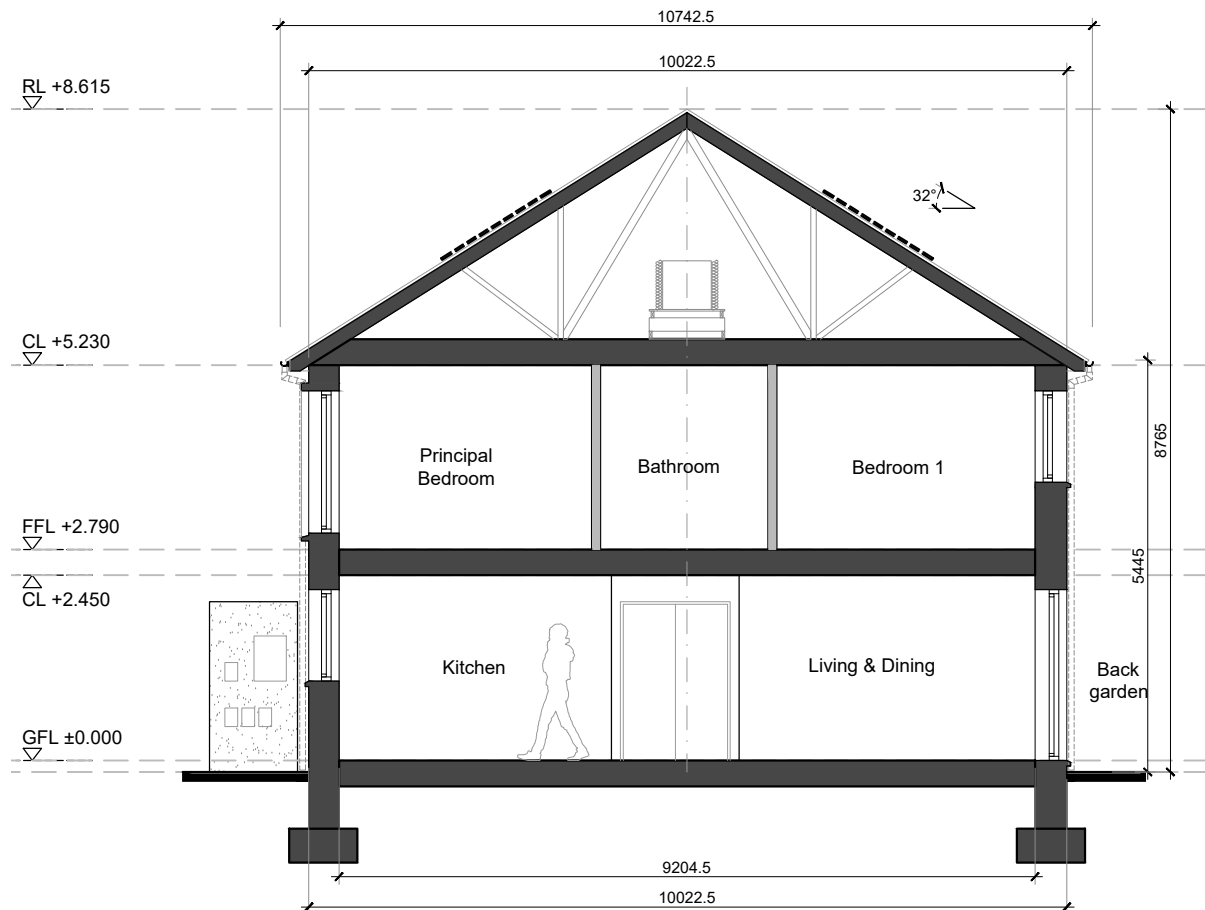 10742.5
10022.5
RL +8.615
32°
CL +5.230
Principal
Bedroom
Bathroom
Bedroom 1
8765
FFL +2.790
5445
CL +2.450
Kitchen
Living & Dining
Back
garden
GFL ±0.000
9204.5
10022.5